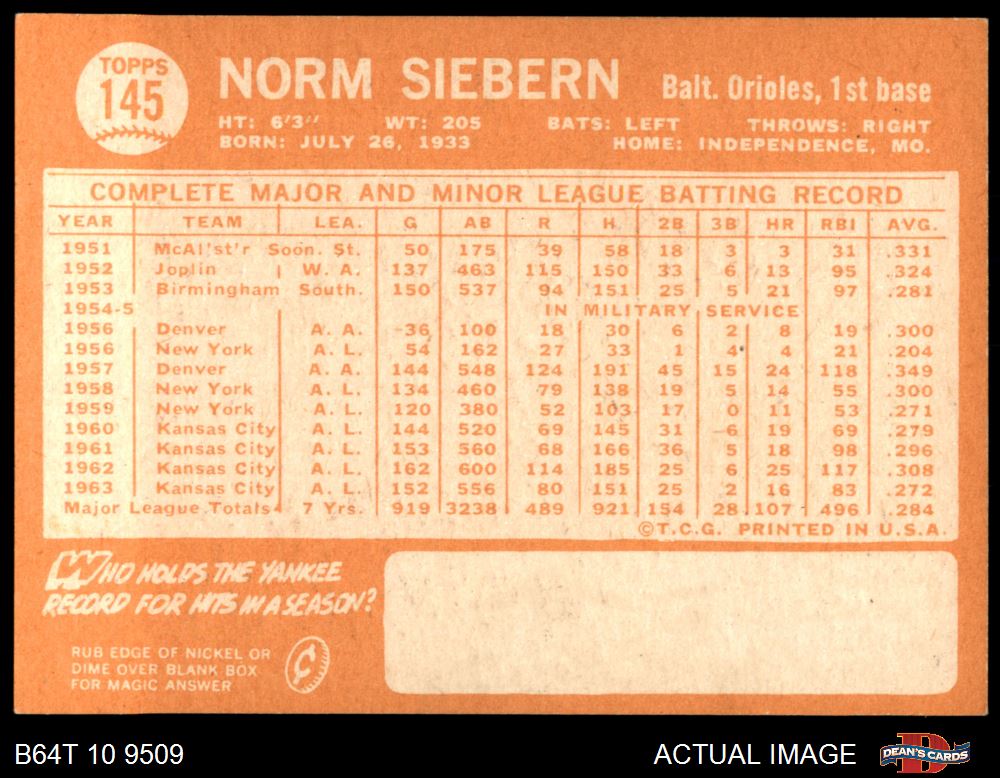 TOPPS
145
NORM SIEBERN Balt. Orioles, 1st base
HT: 6'3" WT: 205 BATS: LEFT THROWS: RIGHT
BORN: JULY 26, 1933 HOME: INDEPENDENCE, MO.
COMPLETE MAJOR AND MINOR LEAGUE BATTING RECORD
YEAR TEAM LEA. G AB R H 2B 3B HR RBI AVG.
1951 McAl'st'r Soon. St. 50 175 39 58 18 3 3 31 .331
1952 Joplin W. A. 137 463 115 150 33 6 13 95 .324
1953 Birmingham South. 150 537 94 151 25 5 21 97 .281
1954-5 IN MILITARY SERVICE
1956 Denver A. A. 36 100 18 30 6 2 8 19 .300
1956 New York A. L. 54 162 27 33 1 4 4 21 .204
1957 Denver A. A. 144 548 124 191 45 15 24 118 .349
1958 New York A. L. 134 460 79 138 19 5 14 55 .300
1959 New York A. L. 120 380 52 103 17 0 11 53 .271
1960 Kansas City A. L. 144 520 69 145 31 6 19 69 .279
1961 Kansas City A. L. 153 560 68 166 36 5 18 98 .296
1962 Kansas City A. L. 162 600 114 185 25 6 25 117 .308
1963 Kansas City A. L. 152 556 80 151 25 2 16 83 .272
Major League Totals 7 Yrs. 919 3238 489 921 154 28 107 496 .284
©T.C.G. PRINTED IN U.S.A.
WHO HOLDS THE YANKEE
RECORD FOR HITS IN A SEASON?
RUB EDGE OF NICKEL OR
DIME OVER BLANK BOX
FOR MAGIC ANSWER
B64T 10 9509 ACTUAL IMAGE DEAN'S CARDS